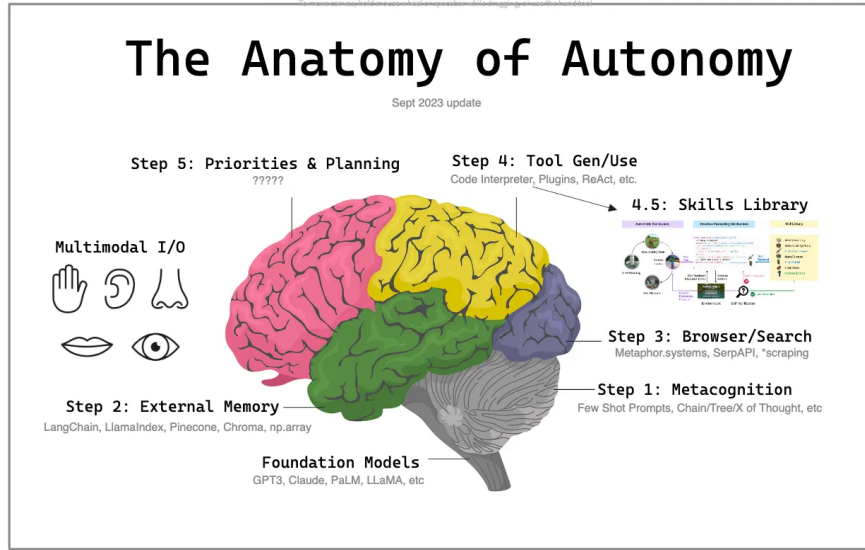 The Anatomy of Autonomy
Sept 2023 update
Step 5: Priorities & Planning
?????
Step 4: Tool Gen/Use
Code Interpreter, Plugins, ReAct, etc.
4.5: Skills Library
Multimodal I/O
Step 3: Browser/Search
Metaphor.systems, SerpAPI, *scraping
Step 1: Metacognition
Few Shot Prompts, Chain/Tree/X of Thought, etc
Step 2: External Memory
LangChain, LlamaIndex, Pinecone, Chroma, np.array
Foundation Models
GPT3, Claude, PaLM, LLaMA, etc